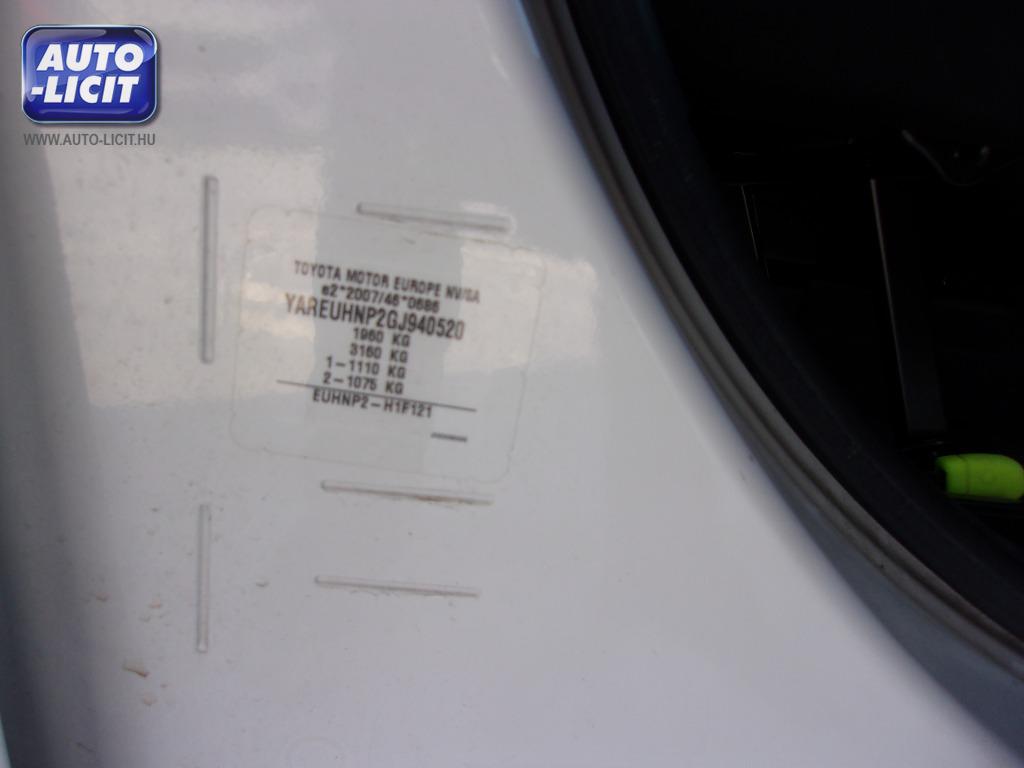 AUTO
-LICIT
WWW.AUTO-LICIT.HU
TOYOTA MOTOR EUROPE NV/SA
e2*2007/46*0686
YAREUHNP2GJ940520
1960 KG
3160 KG
1-1110 KG
2-1075 KG
EUHNP2-H1F121